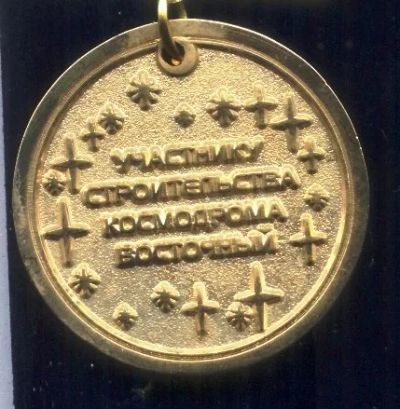 УЧАСТНИКУ
СТРОИТЕЛЬСТВА
КОСМОДРОМА
ВОСТОЧНЫЙ